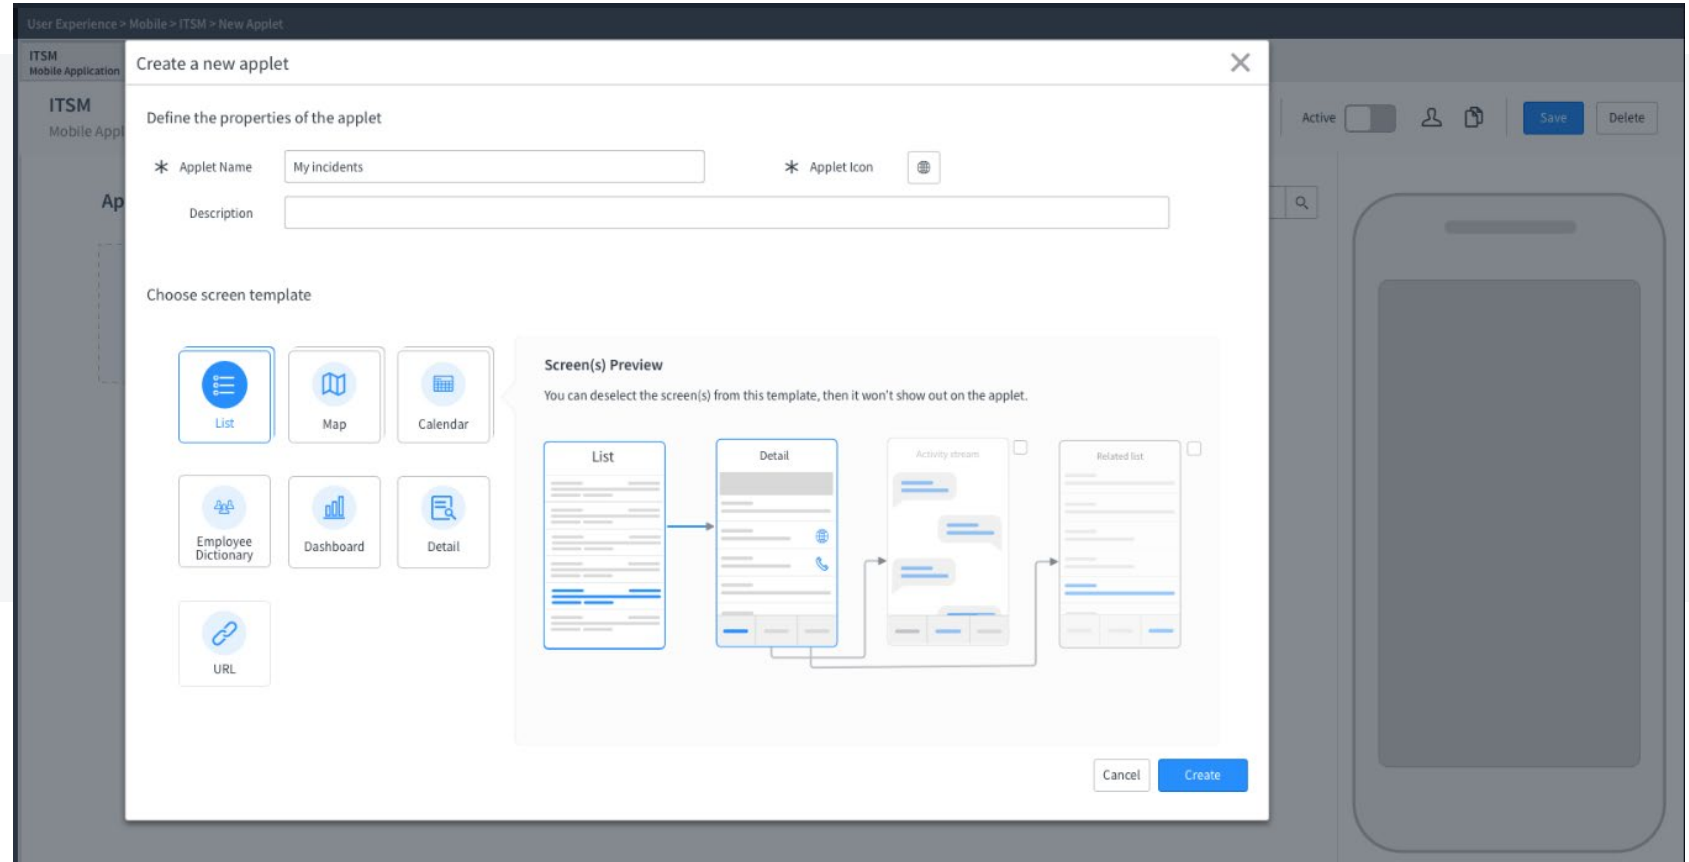 User Experience > Mobile > ITSM > New Applet
ITSM
Mobile Application
Create a new applet
ITSM
Mobile Appl
Active
Save
Delete
Define the properties of the applet
* Applet Name
My incidents
* Applet Icon
Description
Ap
Choose screen template
List
Map
Calendar
Employee
Dictionary
Dashboard
Detail
URL
Screen(s) Preview
You can deselect the screen(s) from this template, then it won't show out on the applet.
List
Detail
Activity stream
Related list
Cancel
Create